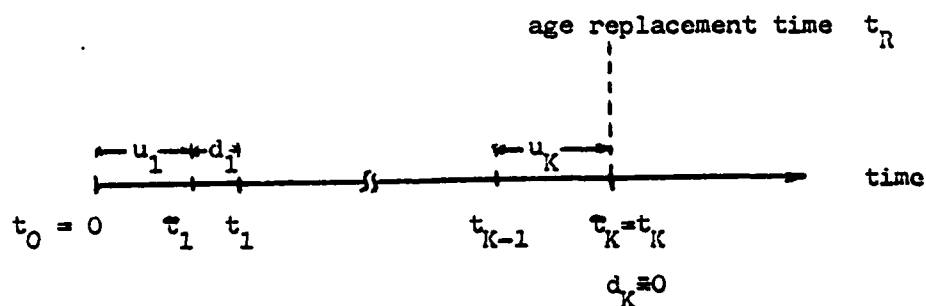 age replacement time t_R
u_1 d_1 u_K
time
t_0 = 0 τ_1 t_1 t_{K-1} τ_K=t_K
d_K≡0